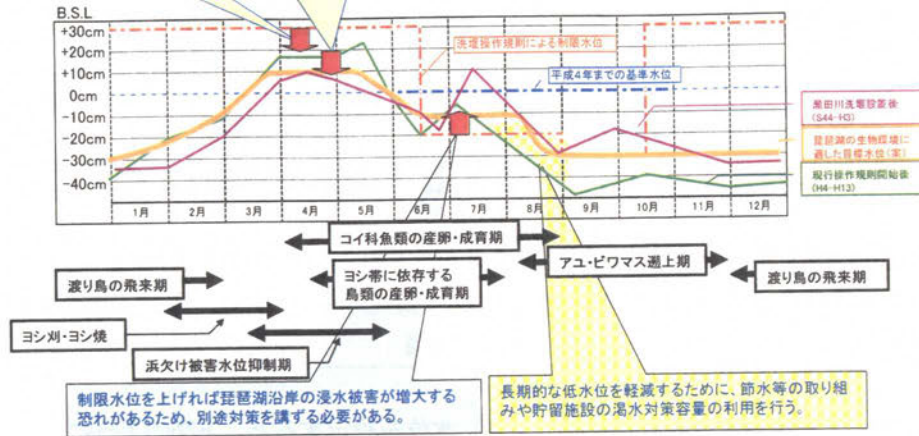 B.S.L
+30cm
+20cm
+10cm
0cm
-10cm
-20cm
-30cm
-40cm
洗堰操作規則による制限水位
平成4年までの基準水位
瀬田川洗堰設置後
(S44-H3)
琵琶湖の生物環境に
適した目標水位(案)
現行操作規則開始後
(H4-H13)
1月 2月 3月 4月 5月 6月 7月 8月 9月 10月 11月 12月
コイ科魚類の産卵・成育期
渡り鳥の飛来期
ヨシ帯に依存する
鳥類の産卵・成育期
アユ・ビワマス遡上期
渡り鳥の飛来期
ヨシ刈・ヨシ焼
浜欠け被害水位抑制期
制限水位を上げれば琵琶湖沿岸の浸水被害が増大する
恐れがあるため、別途対策を講ずる必要がある。
長期的な低水位を軽減するために、節水等の取り組
みや貯留施設の渇水対策容量の利用を行う。